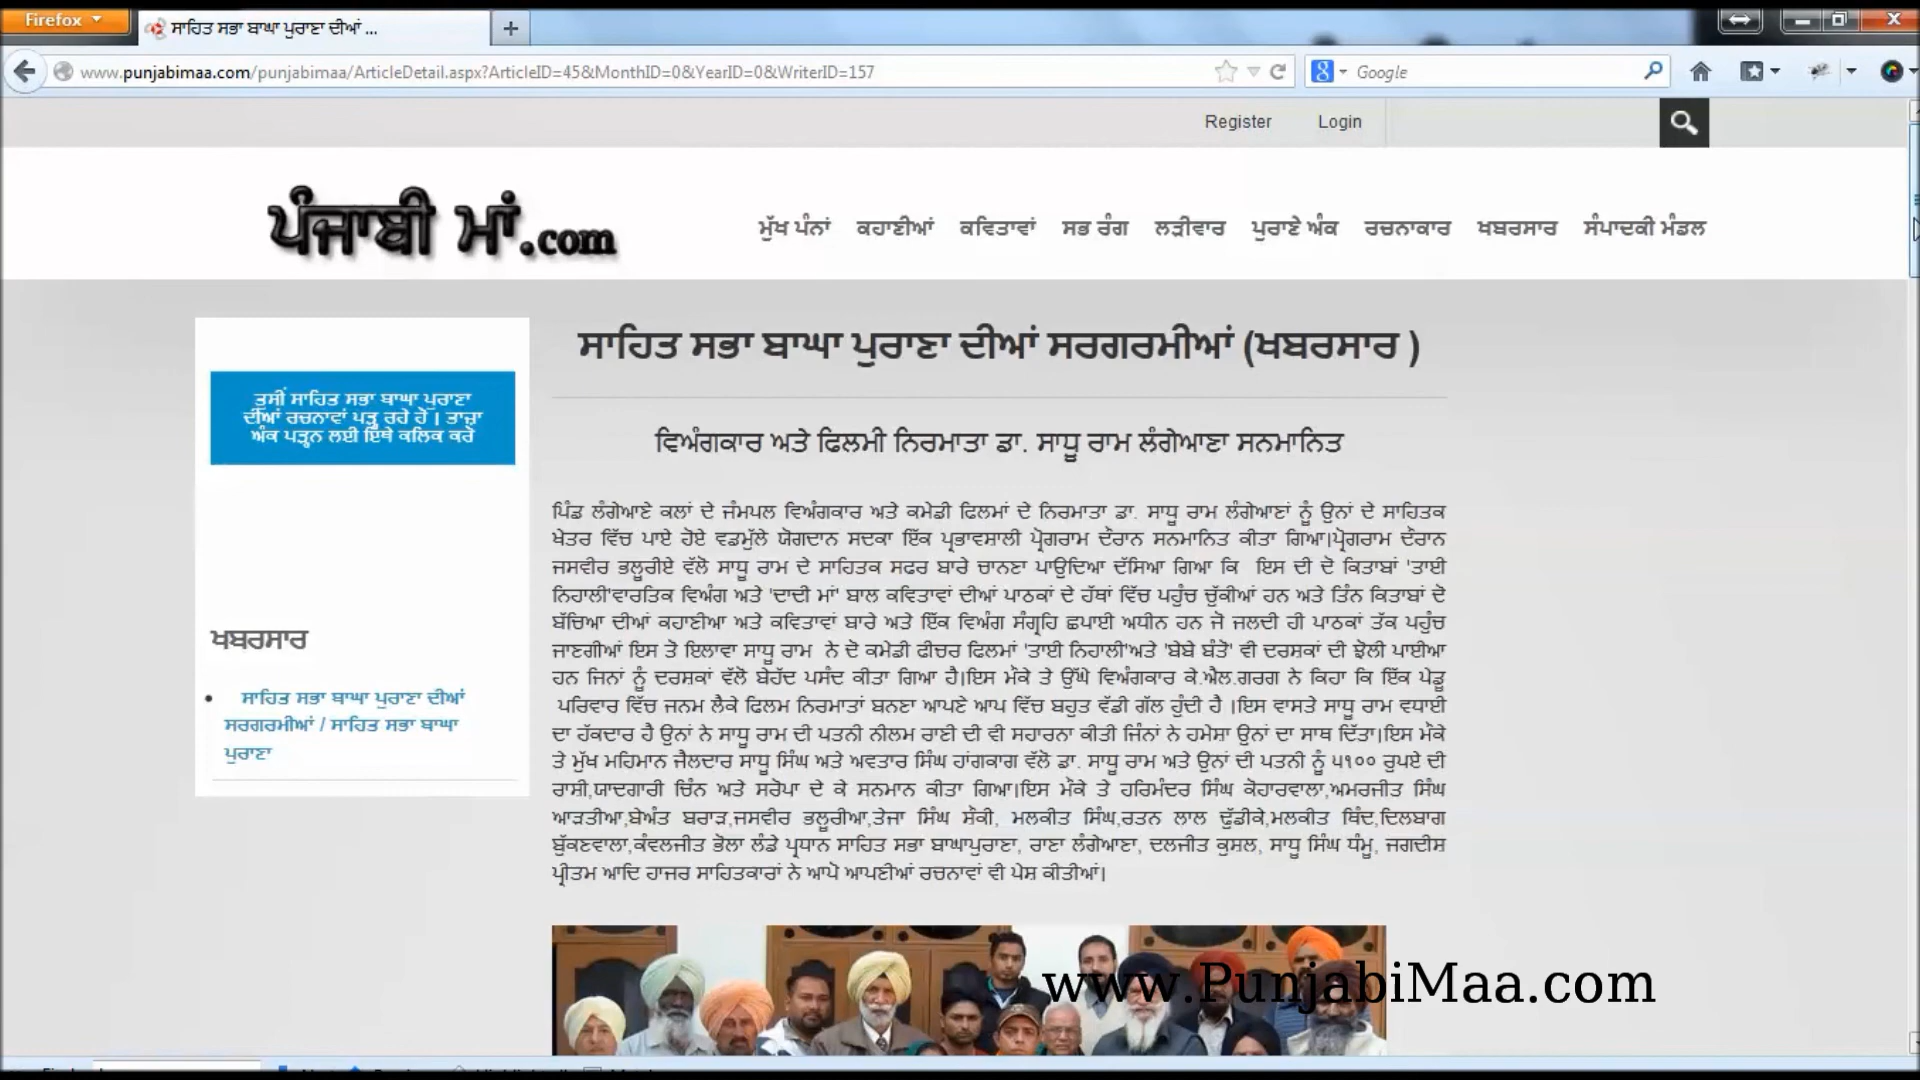 Firefox
ਸਾਹਿਤ ਸਭਾ ਬਾਘਾ ਪੁਰਾਣਾ ਦੀਆਂ ...
www.punjabimaa.com/punjabimaa/ArticleDetail.aspx?ArticleID=45&MonthID=0&YearID=0&WriterID=157
Google
Register Login
ਪੰਜਾਬੀ ਮਾਂ.com
ਮੁੱਖ ਪੰਨਾਂ ਕਹਾਣੀਆਂ ਕਵਿਤਾਵਾਂ ਸਭ ਰੰਗ ਲੜੀਵਾਰ ਪੁਰਾਣੇ ਅੰਕ ਰਚਨਾਕਾਰ ਖਬਰਸਾਰ ਸੰਪਾਦਕੀ ਮੰਡਲ
ਤੁਸੀਂ ਸਾਹਿਤ ਸਭਾ ਬਾਘਾ ਪੁਰਾਣਾ
ਦੀਆਂ ਰਚਨਾਵਾਂ ਪੜ੍ਹ ਰਹੇ ਹੋ । ਤਾਜ਼ਾ
ਅੰਕ ਪੜ੍ਹਨ ਲਈ ਇੱਥੇ ਕਲਿਕ ਕਰੋ
ਖਬਰਸਾਰ
ਸਾਹਿਤ ਸਭਾ ਬਾਘਾ ਪੁਰਾਣਾ ਦੀਆਂ
ਸਰਗਰਮੀਆਂ / ਸਾਹਿਤ ਸਭਾ ਬਾਘਾ
ਪੁਰਾਣਾ
ਸਾਹਿਤ ਸਭਾ ਬਾਘਾ ਪੁਰਾਣਾ ਦੀਆਂ ਸਰਗਰਮੀਆਂ (ਖਬਰਸਾਰ )
ਵਿਅੰਗਕਾਰ ਅਤੇ ਫਿਲਮੀ ਨਿਰਮਾਤਾ ਡਾ. ਸਾਧੂ ਰਾਮ ਲੰਗੇਆਣਾ ਸਨਮਾਨਿਤ
ਪਿੰਡ ਲੰਗੇਆਣੇ ਕਲਾਂ ਦੇ ਜੰਮਪਲ ਵਿਅੰਗਕਾਰ ਅਤੇ ਕਮੇਡੀ ਫਿਲਮਾਂ ਦੇ ਨਿਰਮਾਤਾ ਡਾ. ਸਾਧੂ ਰਾਮ ਲੰਗੇਆਣਾਂ ਨੂੰ ਉਨਾਂ ਦੇ ਸਾਹਿਤਕ
ਖੇਤਰ ਵਿੱਚ ਪਾਏ ਹੋਏ ਵਡਮੁੱਲੇ ਯੋਗਦਾਨ ਸਦਕਾ ਇੱਕ ਪ੍ਰਭਾਵਸ਼ਾਲੀ ਪ੍ਰੋਗਰਾਮ ਦੌਰਾਨ ਸਨਮਾਨਿਤ ਕੀਤਾ ਗਿਆ।ਪ੍ਰੋਗਰਾਮ ਦੌਰਾਨ
ਜਸਵੀਰ ਭਲੂਰੀਏ ਵੱਲੋ ਸਾਧੂ ਰਾਮ ਦੇ ਸਾਹਿਤਕ ਸਫਰ ਬਾਰੇ ਚਾਨਣਾ ਪਾਉਦਿਆ ਦੱਸਿਆ ਗਿਆ ਕਿ ਇਸ ਦੀ ਦੋ ਕਿਤਾਬਾਂ 'ਤਾਈ
ਨਿਹਾਲੀ'ਵਾਰਤਿਕ ਵਿਅੰਗ ਅਤੇ 'ਦਾਦੀ ਮਾਂ' ਬਾਲ ਕਵਿਤਾਵਾਂ ਦੀਆਂ ਪਾਠਕਾਂ ਦੇ ਹੱਥਾਂ ਵਿੱਚ ਪਹੁੰਚ ਚੁੱਕੀਆਂ ਹਨ ਅਤੇ ਤਿੰਨ ਕਿਤਾਬਾਂ ਦੋ
ਬੱਚਿਆ ਦੀਆਂ ਕਹਾਣੀਆ ਅਤੇ ਕਵਿਤਾਵਾਂ ਬਾਰੇ ਅਤੇ ਇੱਕ ਵਿਅੰਗ ਸੰਗ੍ਰਹਿ ਛਪਾਈ ਅਧੀਨ ਹਨ ਜੋ ਜਲਦੀ ਹੀ ਪਾਠਕਾਂ ਤੱਕ ਪਹੁੰਚ
ਜਾਣਗੀਆਂ ਇਸ ਤੋ ਇਲਾਵਾ ਸਾਧੂ ਰਾਮ ਨੇ ਦੋ ਕਮੇਡੀ ਫੀਚਰ ਫਿਲਮਾਂ 'ਤਾਈ ਨਿਹਾਲੀ'ਅਤੇ 'ਬੇਬੇ ਬੰਤੋ' ਵੀ ਦਰਸ਼ਕਾਂ ਦੀ ਝੋਲੀ ਪਾਈਆ
ਹਨ ਜਿਨਾਂ ਨੂੰ ਦਰਸ਼ਕਾਂ ਵੱਲੋ ਬੇਹੱਦ ਪਸੰਦ ਕੀਤਾ ਗਿਆ ਹੈ।ਇਸ ਮੌਕੇ ਤੇ ਉੱਘੇ ਵਿਅੰਗਕਾਰ ਕੇ.ਐਲ.ਗਰਗ ਨੇ ਕਿਹਾ ਕਿ ਇੱਕ ਪੇਂਡੂ
ਪਰਿਵਾਰ ਵਿੱਚ ਜਨਮ ਲੈਕੇ ਫਿਲਮ ਨਿਰਮਾਤਾਂ ਬਨਣਾ ਆਪਣੇ ਆਪ ਵਿੱਚ ਬਹੁਤ ਵੱਡੀ ਗੱਲ ਹੁੰਦੀ ਹੈ ।ਇਸ ਵਾਸਤੇ ਸਾਧੂ ਰਾਮ ਵਧਾਈ
ਦਾ ਹੱਕਦਾਰ ਹੈ ਉਨਾਂ ਨੇ ਸਾਧੂ ਰਾਮ ਦੀ ਪਤਨੀ ਨੀਲਮ ਰਾਣੀ ਦੀ ਵੀ ਸਹਾਰਨਾ ਕੀਤੀ ਜਿੰਨਾਂ ਨੇ ਹਮੇਸ਼ਾ ਉਨਾਂ ਦਾ ਸਾਥ ਦਿੱਤਾ।ਇਸ ਮੌਕੇ
ਤੇ ਮੁੱਖ ਮਹਿਮਾਨ ਜੈਲਦਾਰ ਸਾਧੂ ਸਿੰਘ ਅਤੇ ਅਵਤਾਰ ਸਿੰਘ ਹਾਂਗਕਾਗ ਵੱਲੋ ਡਾ. ਸਾਧੂ ਰਾਮ ਅਤੇ ਉਨਾਂ ਦੀ ਪਤਨੀ ਨੂੰ ੫੧੦੦ ਰੁਪਏ ਦੀ
ਰਾਸ਼ੀ,ਯਾਦਗਾਰੀ ਚਿੰਨ ਅਤੇ ਸਰੋਪਾ ਦੇ ਕੇ ਸਨਮਾਨ ਕੀਤਾ ਗਿਆ।ਇਸ ਮੌਕੇ ਤੇ ਹਰਿਮੰਦਰ ਸਿੰਘ ਕੋਹਾਰਵਾਲਾ,ਅਮਰਜੀਤ ਸਿੰਘ
ਆੜਤੀਆ,ਬੇਅੰਤ ਬਰਾੜ,ਜਸਵੀਰ ਭਲੂਰੀਆ,ਤੇਜਾ ਸਿੰਘ ਸੌਕੀ, ਮਲਕੀਤ ਸਿੰਘ,ਰਤਨ ਲਾਲ ਢੁੱਡੀਕੇ,ਮਲਕੀਤ ਥਿੰਦ,ਦਿਲਬਾਗ
ਬੁੱਕਣਵਾਲਾ,ਕੰਵਲਜੀਤ ਭੋਲਾ ਲੰਡੇ ਪ੍ਰਧਾਨ ਸਾਹਿਤ ਸਭਾ ਬਾਘਾਪੁਰਾਣਾ, ਰਾਣਾ ਲੰਗੇਆਣਾ, ਦਲਜੀਤ ਕੁਸਲ, ਸਾਧੂ ਸਿੰਘ ਧੰਮੂ, ਜਗਦੀਸ਼
ਪ੍ਰੀਤਮ ਆਦਿ ਹਾਜਰ ਸਾਹਿਤਕਾਰਾਂ ਨੇ ਆਪੋ ਆਪਣੀਆਂ ਰਚਨਾਵਾਂ ਵੀ ਪੇਸ਼ ਕੀਤੀਆਂ।
www.PunjabiMaa.com